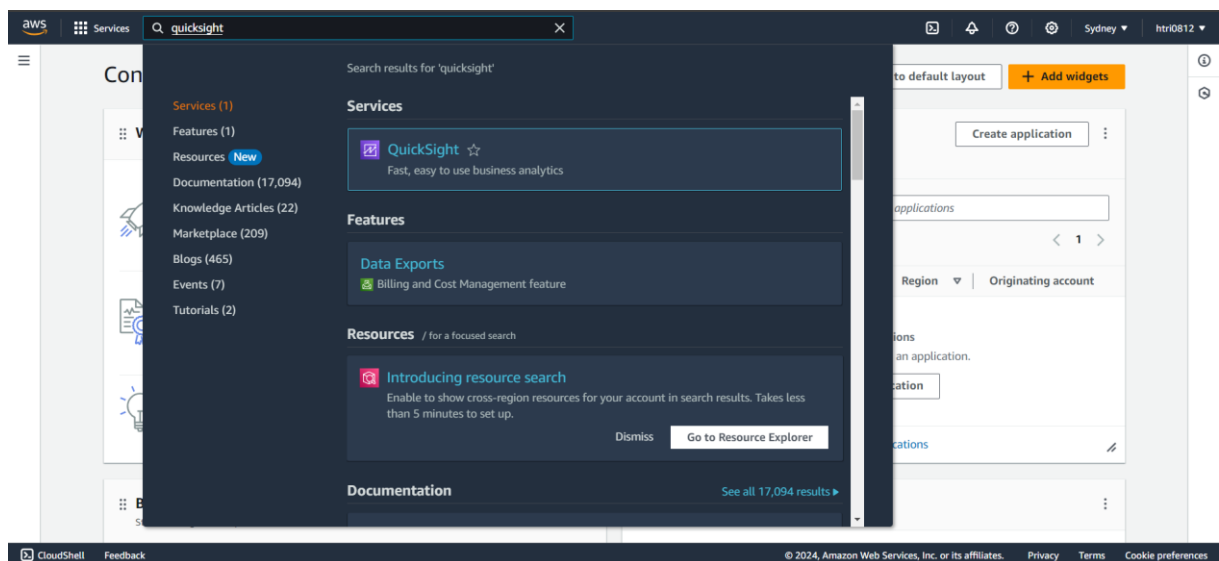 aws Services quicksight Sydney htri0812
Con
to default layout + Add widgets
Search results for 'quicksight'
Services (1)
Features (1)
Resources New
Documentation (17,094)
Knowledge Articles (22)
Marketplace (209)
Blogs (465)
Events (7)
Tutorials (2)
Services
QuickSight
Fast, easy to use business analytics
Features
Data Exports
Billing and Cost Management feature
Resources / for a focused search
Introducing resource search
Enable to show cross-region resources for your account in search results. Takes less
than 5 minutes to set up.
Dismiss Go to Resource Explorer
Documentation See all 17,094 results
Create application
applications
1
Region Originating account
an application.
CloudShell Feedback © 2024, Amazon Web Services, Inc. or its affiliates. Privacy Terms Cookie preferences